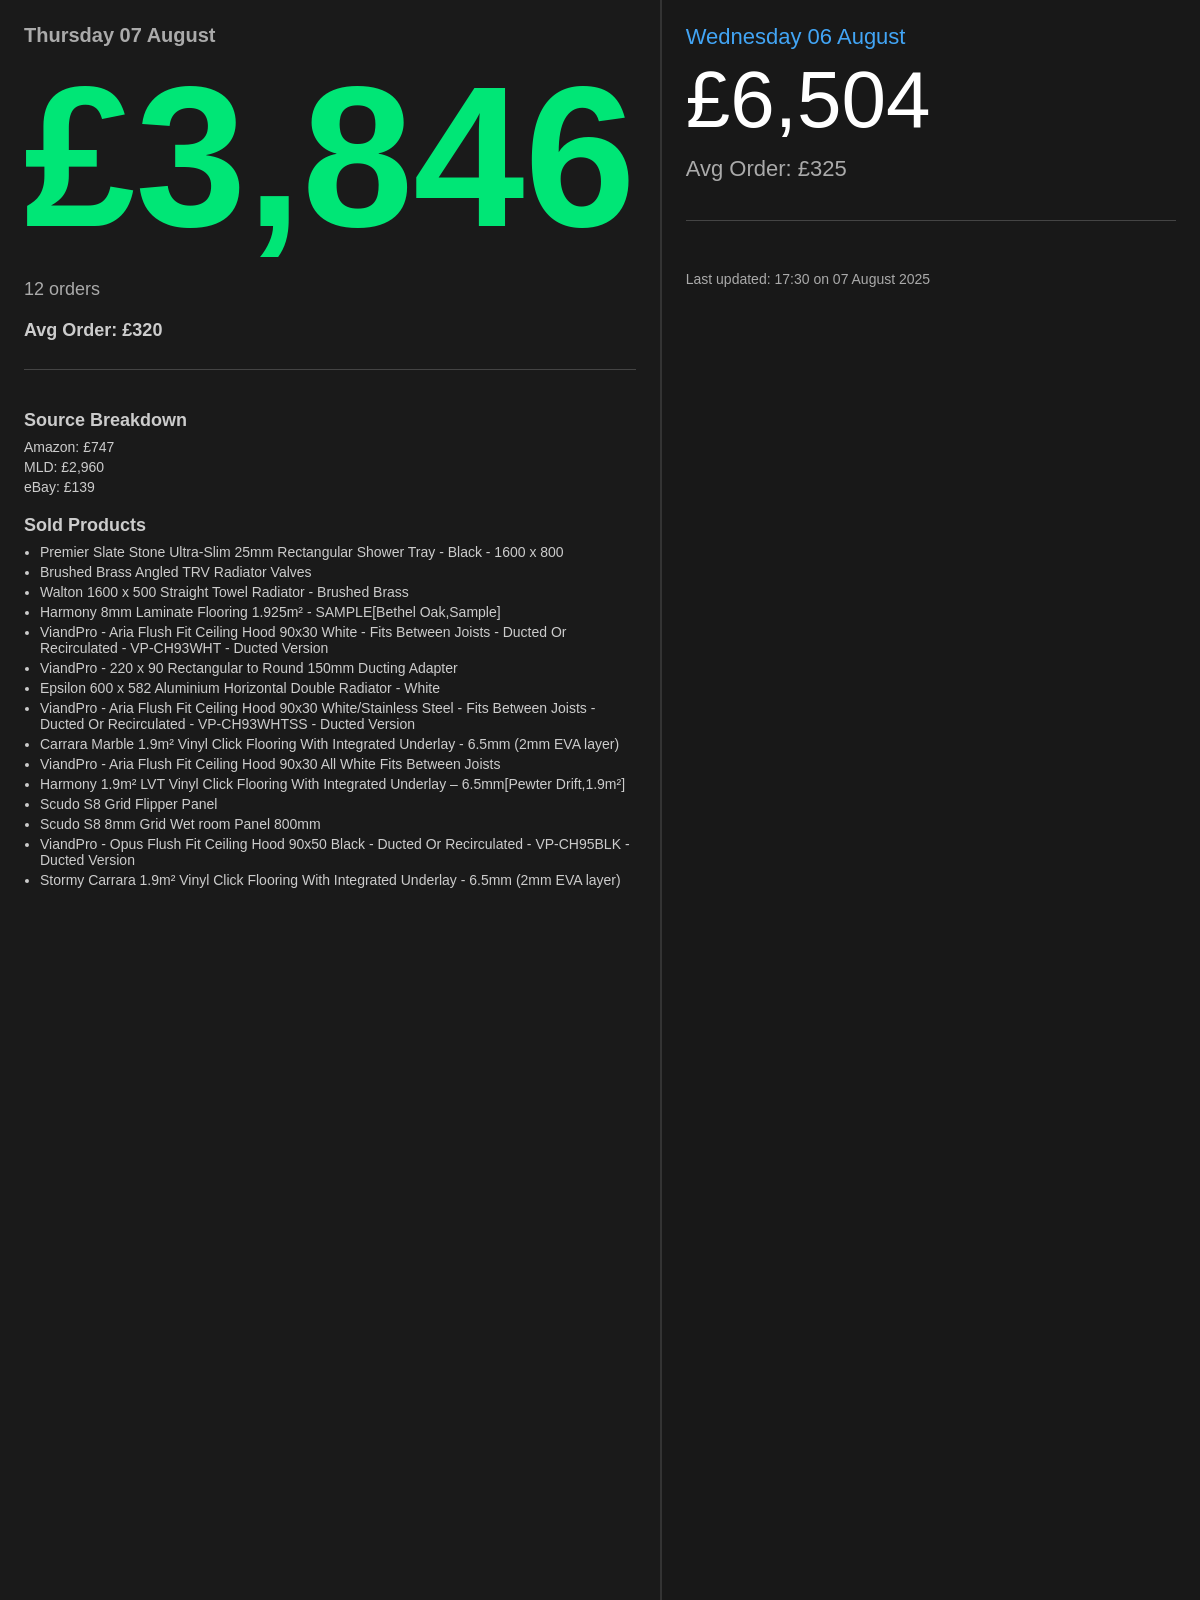 Thursday 07 August
£3,846
12 orders
Avg Order: £320
Source Breakdown
Amazon: £747
MLD: £2,960
eBay: £139
Sold Products
• Premier Slate Stone Ultra-Slim 25mm Rectangular Shower Tray - Black - 1600 x 800
• Brushed Brass Angled TRV Radiator Valves
• Walton 1600 x 500 Straight Towel Radiator - Brushed Brass
• Harmony 8mm Laminate Flooring 1.925m² - SAMPLE[Bethel Oak,Sample]
• ViandPro - Aria Flush Fit Ceiling Hood 90x30 White - Fits Between Joists - Ducted Or
Recirculated - VP-CH93WHT - Ducted Version
• ViandPro - 220 x 90 Rectangular to Round 150mm Ducting Adapter
• Epsilon 600 x 582 Aluminium Horizontal Double Radiator - White
• ViandPro - Aria Flush Fit Ceiling Hood 90x30 White/Stainless Steel - Fits Between Joists -
Ducted Or Recirculated - VP-CH93WHTSS - Ducted Version
• Carrara Marble 1.9m² Vinyl Click Flooring With Integrated Underlay - 6.5mm (2mm EVA layer)
• ViandPro - Aria Flush Fit Ceiling Hood 90x30 All White Fits Between Joists
• Harmony 1.9m² LVT Vinyl Click Flooring With Integrated Underlay – 6.5mm[Pewter Drift,1.9m²]
• Scudo S8 Grid Flipper Panel
• Scudo S8 8mm Grid Wet room Panel 800mm
• ViandPro - Opus Flush Fit Ceiling Hood 90x50 Black - Ducted Or Recirculated - VP-CH95BLK -
Ducted Version
• Stormy Carrara 1.9m² Vinyl Click Flooring With Integrated Underlay - 6.5mm (2mm EVA layer)
Wednesday 06 August
£6,504
Avg Order: £325
Last updated: 17:30 on 07 August 2025